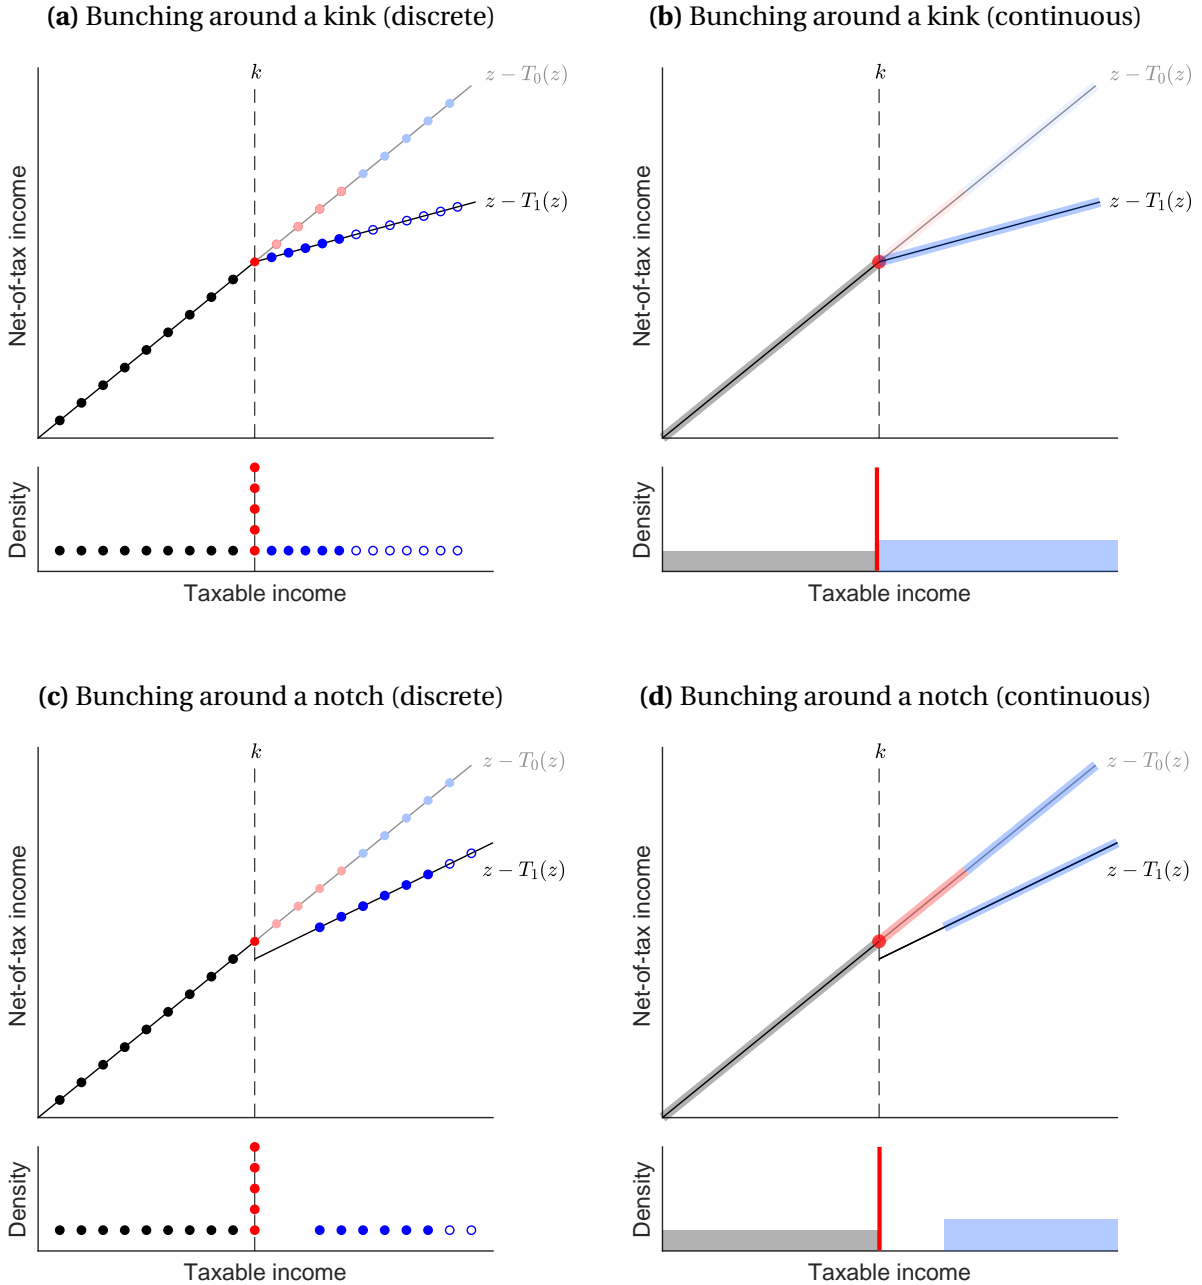 (a) Bunching around a kink (discrete)
k
z − T₀(z)
z − T₁(z)
Net-of-tax income
Density
Taxable income
(b) Bunching around a kink (continuous)
k
z − T₀(z)
z − T₁(z)
Net-of-tax income
Density
Taxable income
(c) Bunching around a notch (discrete)
k
z − T₀(z)
z − T₁(z)
Net-of-tax income
Density
Taxable income
(d) Bunching around a notch (continuous)
k
z − T₀(z)
z − T₁(z)
Net-of-tax income
Density
Taxable income